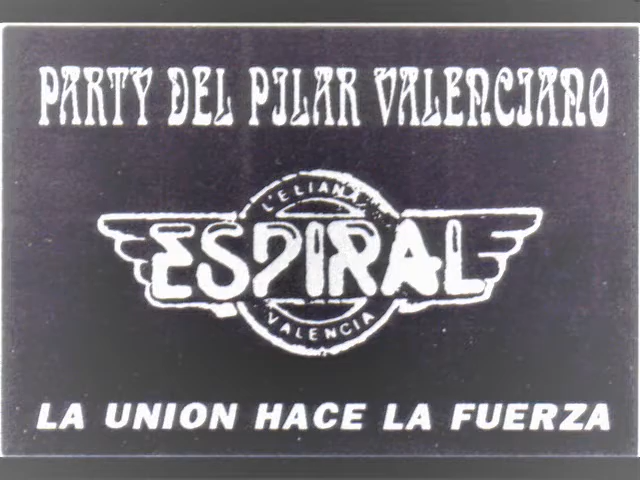 PARTY DEL PILAR VALENCIANO
L'ELIANA
ESPIRAL
VALENCIA
LA UNION HACE LA FUERZA